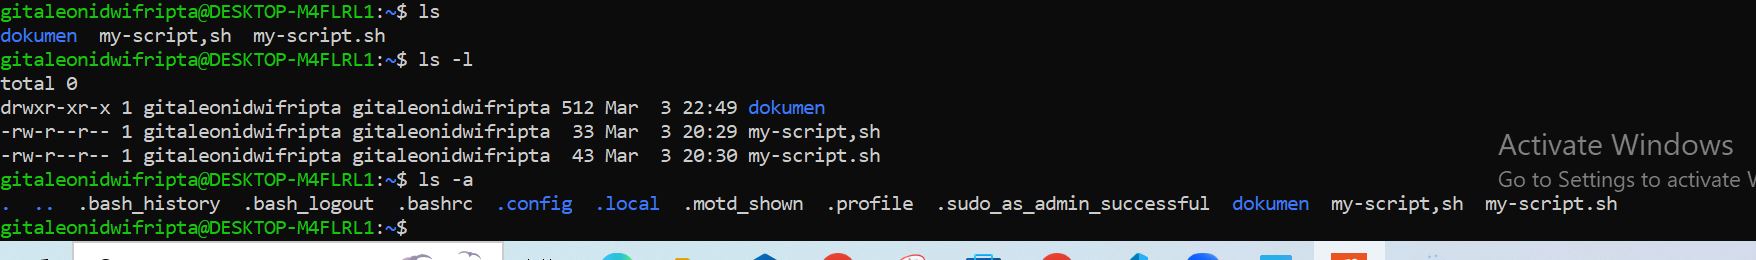 gitaleonidwifripta@DESKTOP-M4FLRL1:~$ ls
dokumen  my-script,sh  my-script.sh
gitaleonidwifripta@DESKTOP-M4FLRL1:~$ ls -l
total 0
drwxr-xr-x 1 gitaleonidwifripta gitaleonidwifripta 512 Mar  3 22:49 dokumen
-rw-r--r-- 1 gitaleonidwifripta gitaleonidwifripta  33 Mar  3 20:29 my-script,sh
-rw-r--r-- 1 gitaleonidwifripta gitaleonidwifripta  43 Mar  3 20:30 my-script.sh
gitaleonidwifripta@DESKTOP-M4FLRL1:~$ ls -a
.  ..  .bash_history  .bash_logout  .bashrc  .config  .local  .motd_shown  .profile  .sudo_as_admin_successful  dokumen  my-script,sh  my-script.sh
gitaleonidwifripta@DESKTOP-M4FLRL1:~$
Activate Windows
Go to Settings to activate